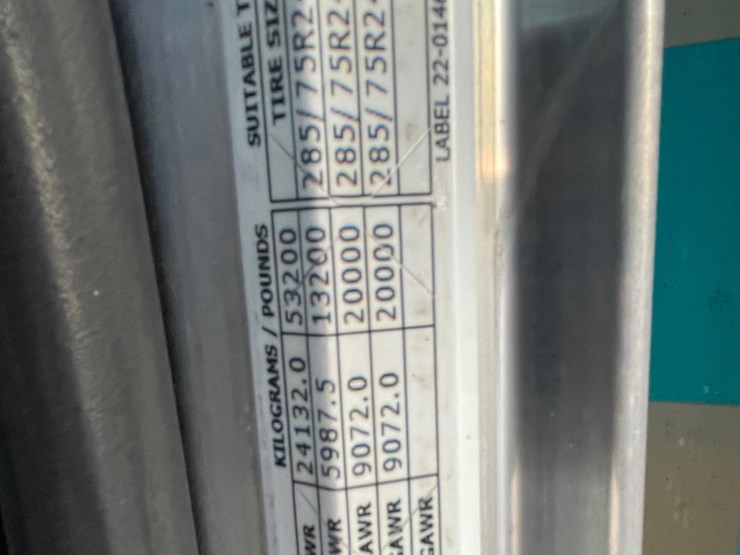 KILOGRAMS / POUNDS SUITABLE T
TIRE SIZ
WR 24132.0 53200 285/75R2
WR 5987.5 13200 285/75R2
AWR 9072.0 20000 285/75R2
GAWR 9072.0 20000
GAWR
LABEL 22-014